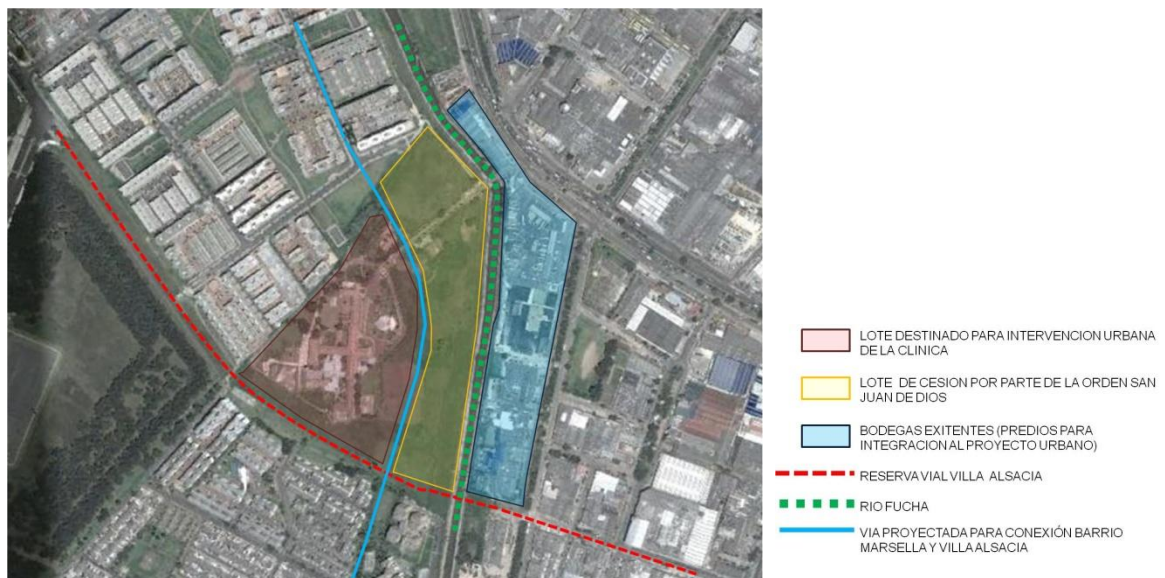 LOTE DESTINADO PARA INTERVENCION URBANA
DE LA CLINICA
LOTE DE CESION POR PARTE DE LA ORDEN SAN
JUAN DE DIOS
BODEGAS EXITENTES (PREDIOS PARA
INTEGRACION AL PROYECTO URBANO)
RESERVA VIAL VILLA ALSACIA
RIO FUCHA
VIA PROYECTADA PARA CONEXIÓN BARRIO
MARSELLA Y VILLA ALSACIA